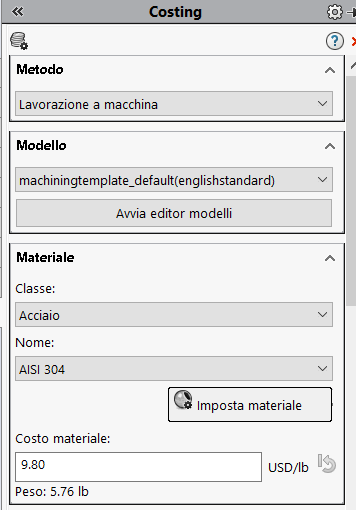 Costing
Metodo
Lavorazione a macchina
Modello
machiningtemplate_default(englishstandard)
Avvia editor modelli
Materiale
Classe:
Acciaio
Nome:
AISI 304
Imposta materiale
Costo materiale:
9.80 USD/lb
Peso: 5.76 lb